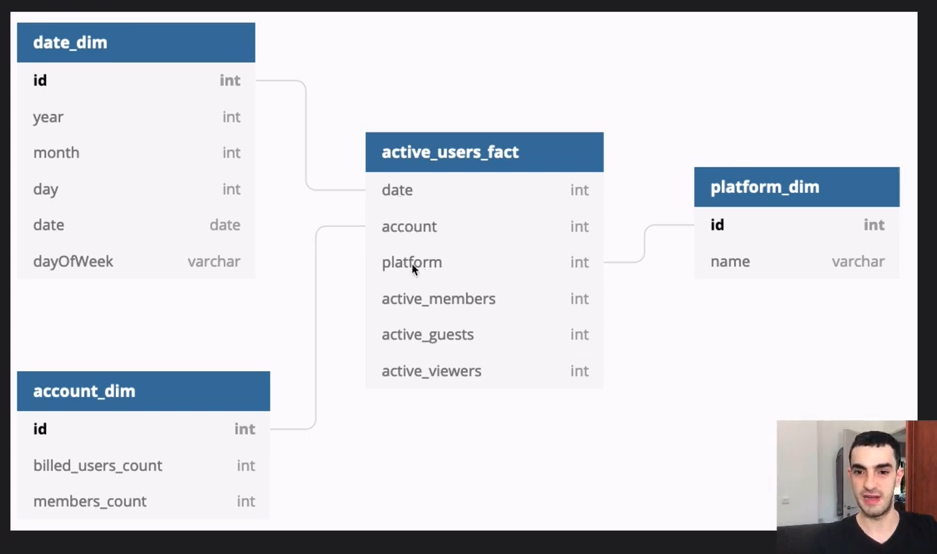 date_dim
id int
year int
month int
day int
date date
dayOfWeek varchar
active_users_fact
date int
account int
platform int
active_members int
active_guests int
active_viewers int
platform_dim
id int
name varchar
account_dim
id int
billed_users_count int
members_count int